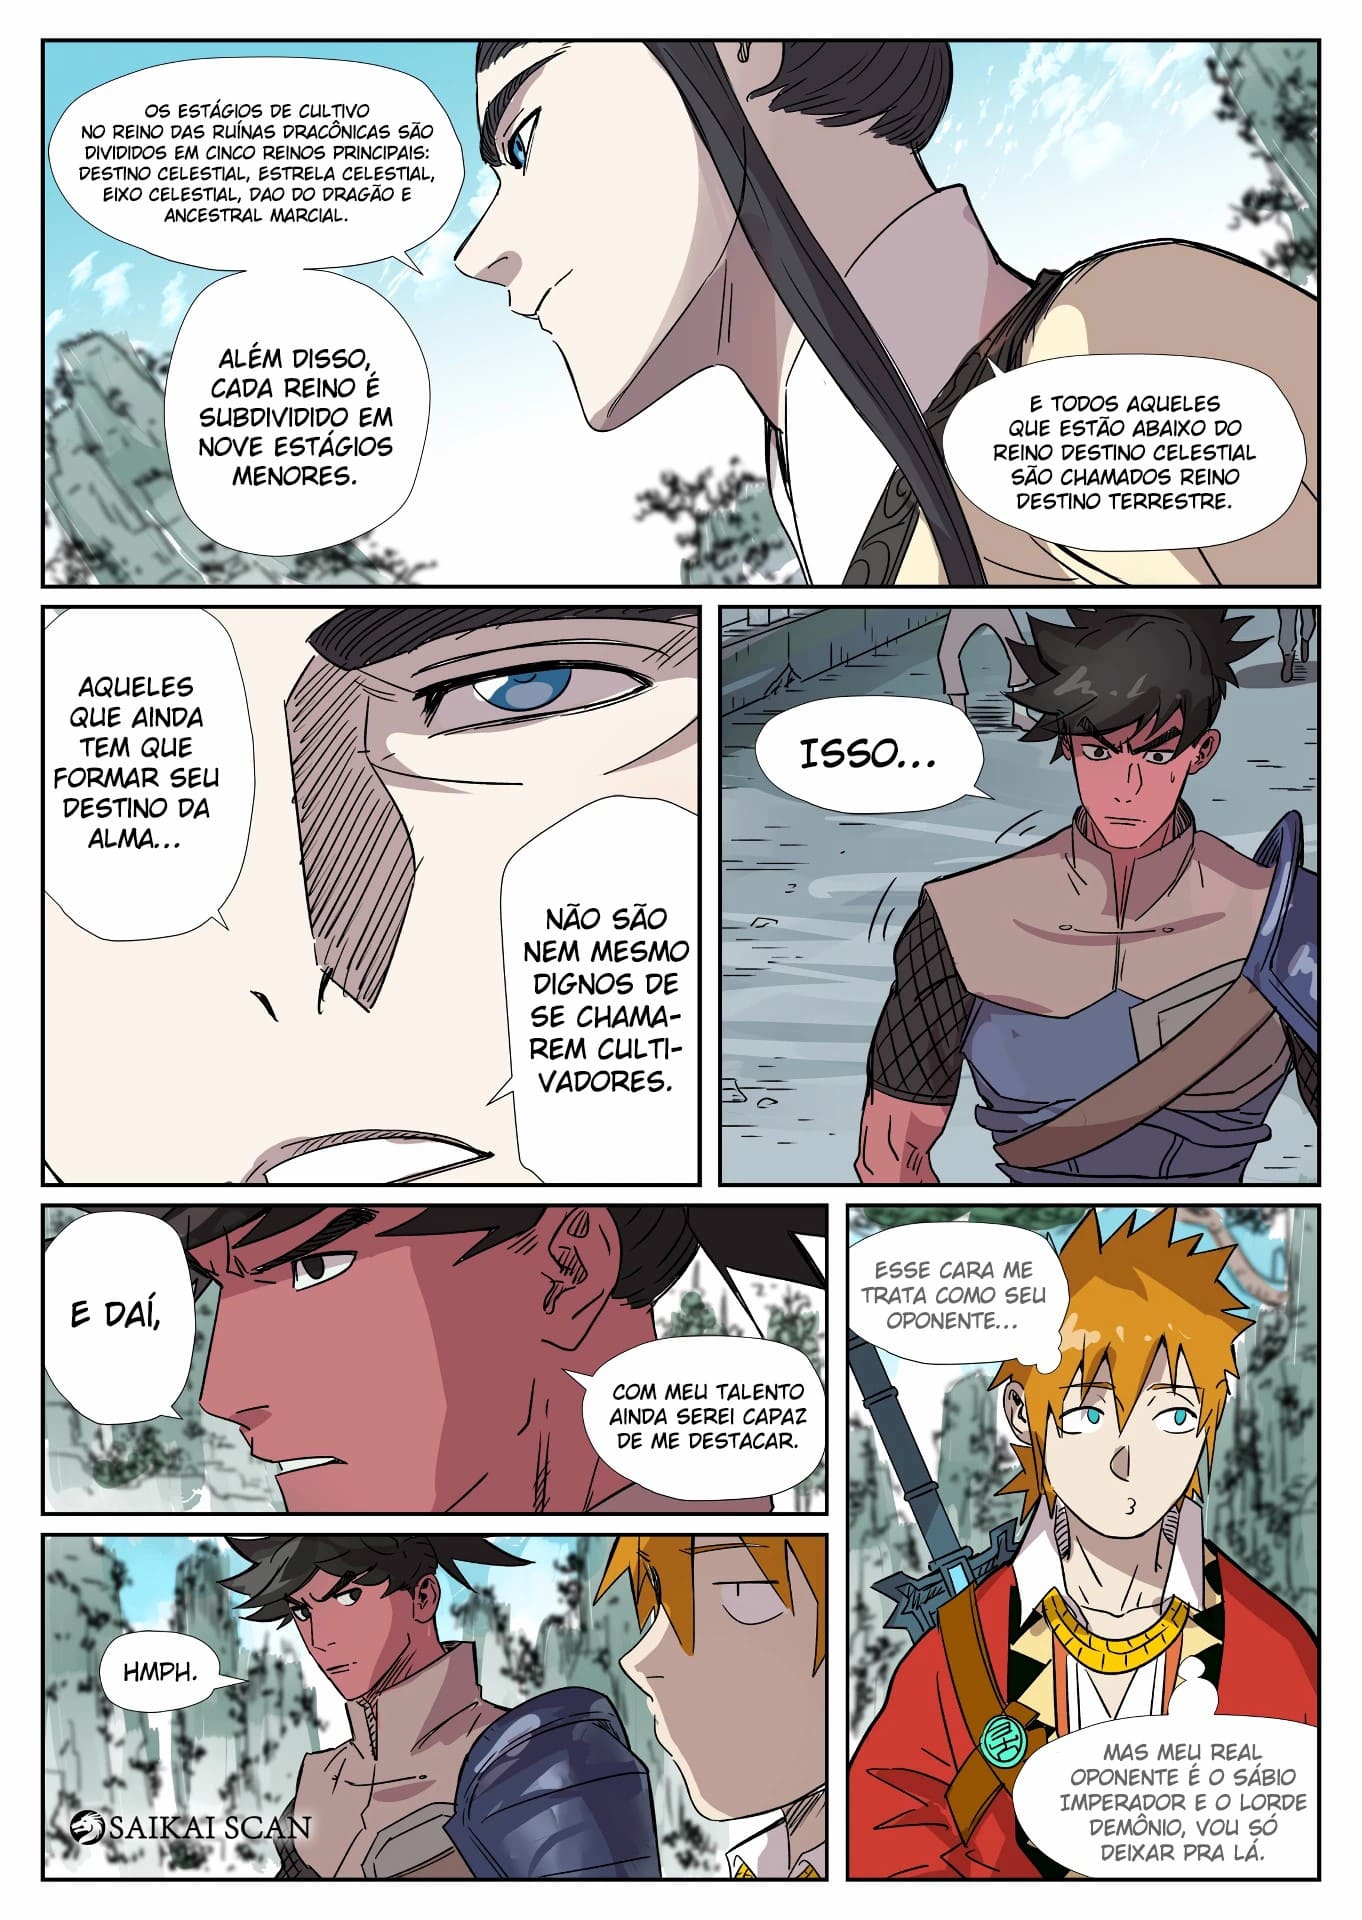 OS ESTÁGIOS DE CULTIVO
NO REINO DAS RUÍNAS DRACÔNICAS SÃO
DIVIDIDOS EM CINCO REINOS PRINCIPAIS:
DESTINO CELESTIAL, ESTRELA CELESTIAL,
EIXO CELESTIAL, DAO DO DRAGÃO E
ANCESTRAL MARCIAL.
ALÉM DISSO,
CADA REINO É
SUBDIVIDIDO EM
NOVE ESTÁGIOS
MENORES.
E TODOS AQUELES
QUE ESTÃO ABAIXO DO
REINO DESTINO CELESTIAL
SÃO CHAMADOS REINO
DESTINO TERRESTRE.
AQUELES
QUE AINDA
TEM QUE
FORMAR SEU
DESTINO DA
ALMA...
NÃO SÃO
NEM MESMO
DIGNOS DE
SE CHAMA-
REM CULTI-
VADORES.
ISSO...
E DAÍ,
COM MEU TALENTO
AINDA SEREI CAPAZ
DE ME DESTACAR.
ESSE CARA ME
TRATA COMO SEU
OPONENTE...
MAS MEU REAL
OPONENTE É O SÁBIO
IMPERADOR E O LORDE
DEMÔNIO, VOU SÓ
DEIXAR PRA LÁ.
HMPH.
SAIKAI SCAN